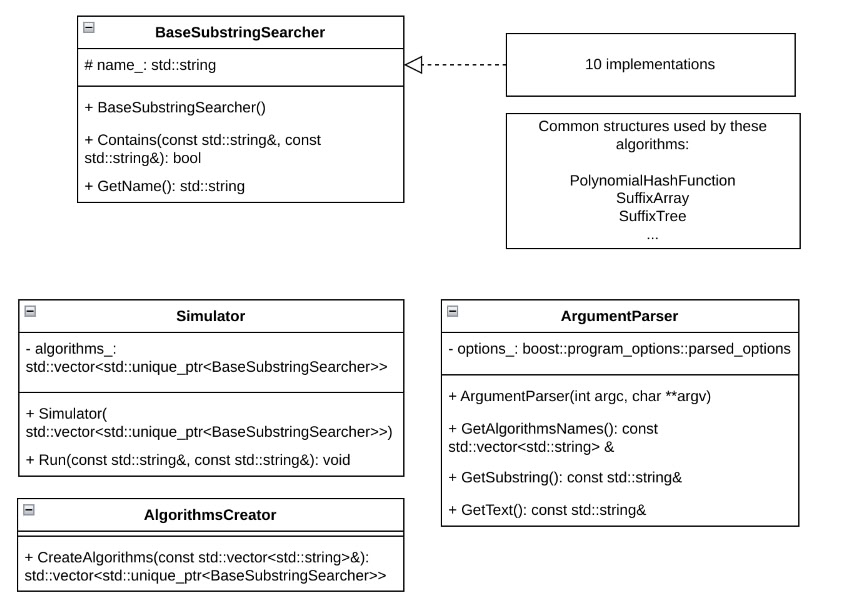 BaseSubstringSearcher
# name_: std::string
+ BaseSubstringSearcher()
+ Contains(const std::string&, const
std::string&): bool
+ GetName(): std::string
10 implementations
Common structures used by these
algorithms:
PolynomialHashFunction
SuffixArray
SuffixTree
...
Simulator
- algorithms_:
std::vector<std::unique_ptr<BaseSubstringSearcher>>
+ Simulator(
std::vector<std::unique_ptr<BaseSubstringSearcher>>)
+ Run(const std::string&, const std::string&): void
AlgorithmsCreator
+ CreateAlgorithms(const std::vector<std::string>&):
std::vector<std::unique_ptr<BaseSubstringSearcher>>
ArgumentParser
- options_: boost::program_options::parsed_options
+ ArgumentParser(int argc, char **argv)
+ GetAlgorithmsNames(): const
std::vector<std::string> &
+ GetSubstring(): const std::string&
+ GetText(): const std::string&